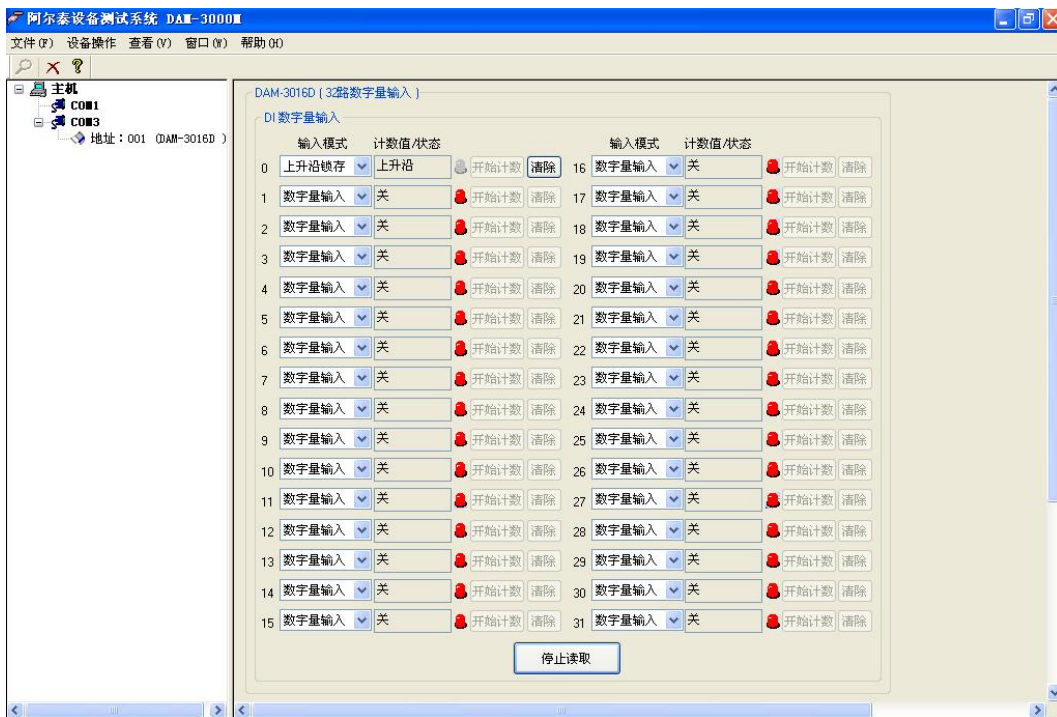 阿尔泰设备测试系统 DAM-3000M
文件(F) 设备操作 查看(V) 窗口(W) 帮助(H)
主机
COM1
COM3
地址：001 (DAM-3016D )
DAM-3016D ( 32路数字量输入 )
DI 数字量输入
输入模式 计数值/状态 输入模式 计数值/状态
0 上升沿锁存 上升沿 开始计数 清除 16 数字量输入 关 开始计数 清除
1 数字量输入 关 开始计数 清除 17 数字量输入 关 开始计数 清除
2 数字量输入 关 开始计数 清除 18 数字量输入 关 开始计数 清除
3 数字量输入 关 开始计数 清除 19 数字量输入 关 开始计数 清除
4 数字量输入 关 开始计数 清除 20 数字量输入 关 开始计数 清除
5 数字量输入 关 开始计数 清除 21 数字量输入 关 开始计数 清除
6 数字量输入 关 开始计数 清除 22 数字量输入 关 开始计数 清除
7 数字量输入 关 开始计数 清除 23 数字量输入 关 开始计数 清除
8 数字量输入 关 开始计数 清除 24 数字量输入 关 开始计数 清除
9 数字量输入 关 开始计数 清除 25 数字量输入 关 开始计数 清除
10 数字量输入 关 开始计数 清除 26 数字量输入 关 开始计数 清除
11 数字量输入 关 开始计数 清除 27 数字量输入 关 开始计数 清除
12 数字量输入 关 开始计数 清除 28 数字量输入 关 开始计数 清除
13 数字量输入 关 开始计数 清除 29 数字量输入 关 开始计数 清除
14 数字量输入 关 开始计数 清除 30 数字量输入 关 开始计数 清除
15 数字量输入 关 开始计数 清除 31 数字量输入 关 开始计数 清除
停止读取